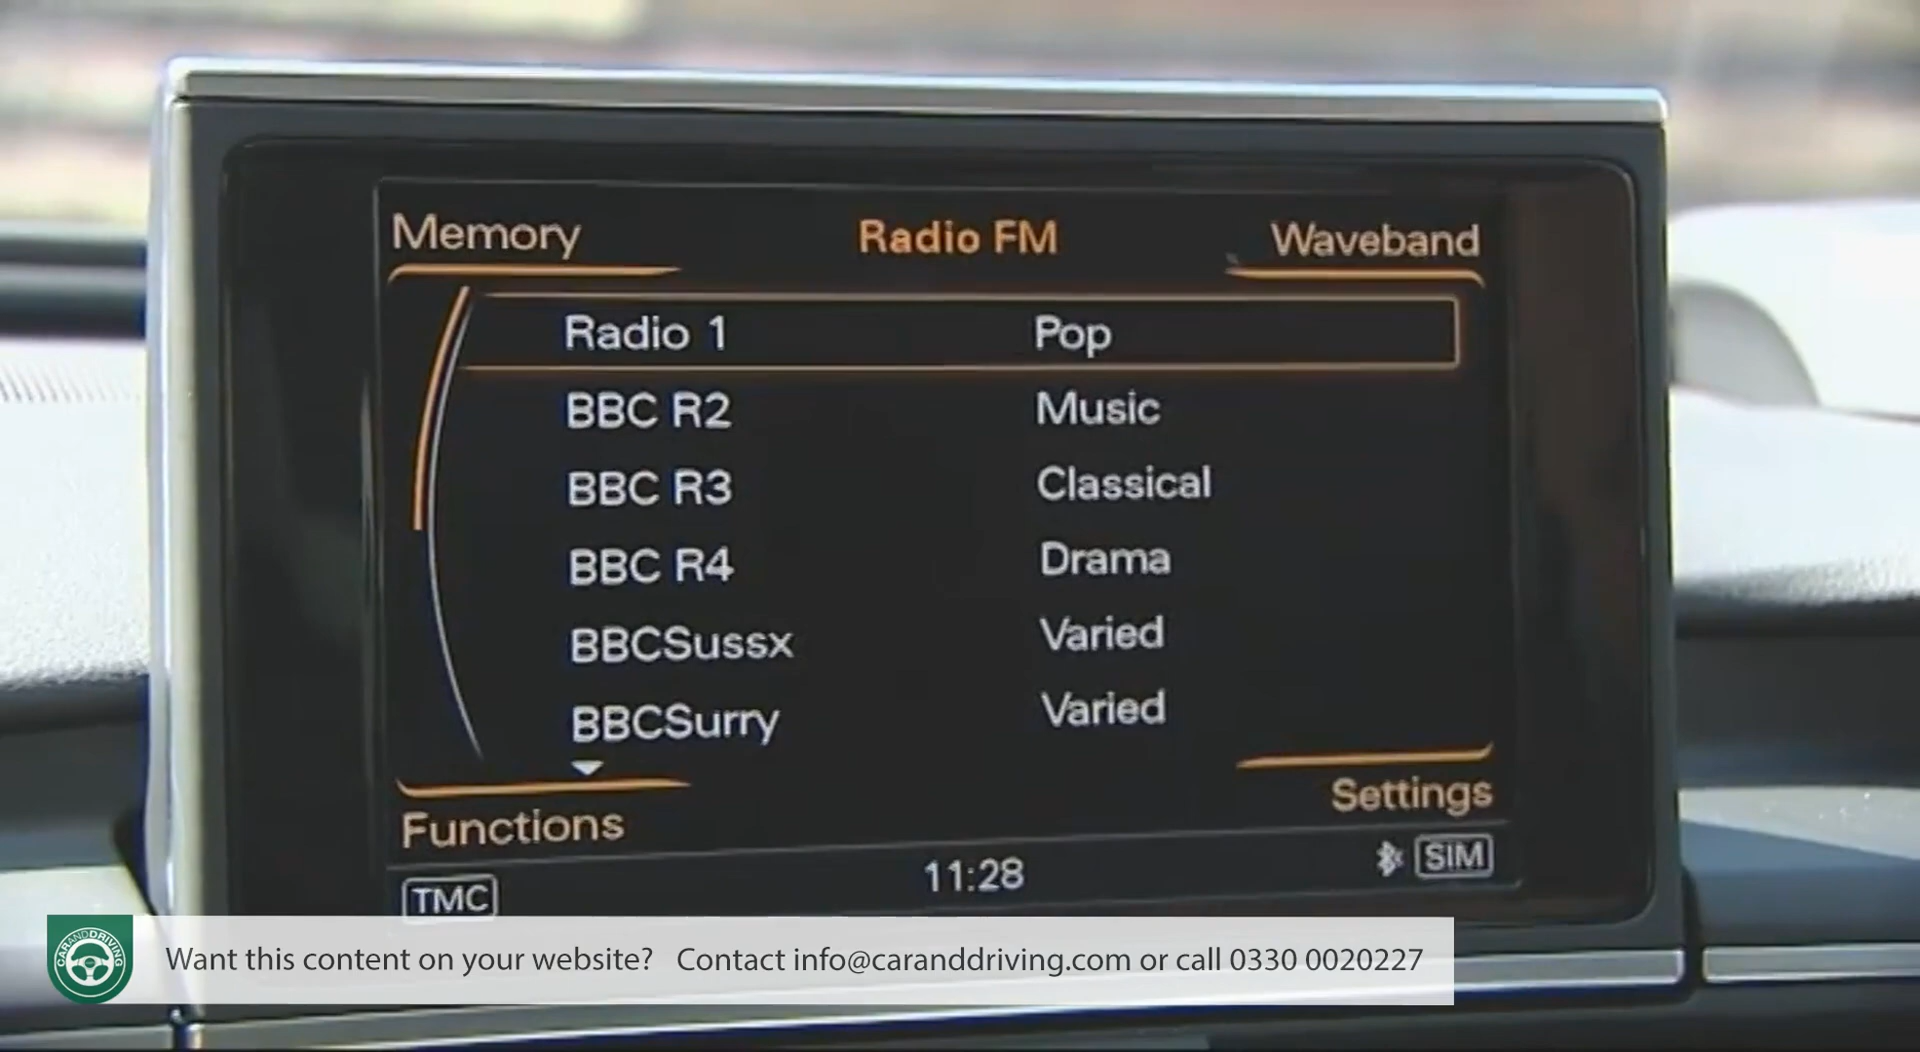 Memory Radio FM Waveband
Radio 1 Pop
BBC R2 Music
BBC R3 Classical
BBC R4 Drama
BBCSussx Varied
BBCSurry Varied
Functions Settings
TMC 11:28 SIM
CARANDDRIVING
Want this content on your website? Contact info@caranddriving.com or call 0330 0020227